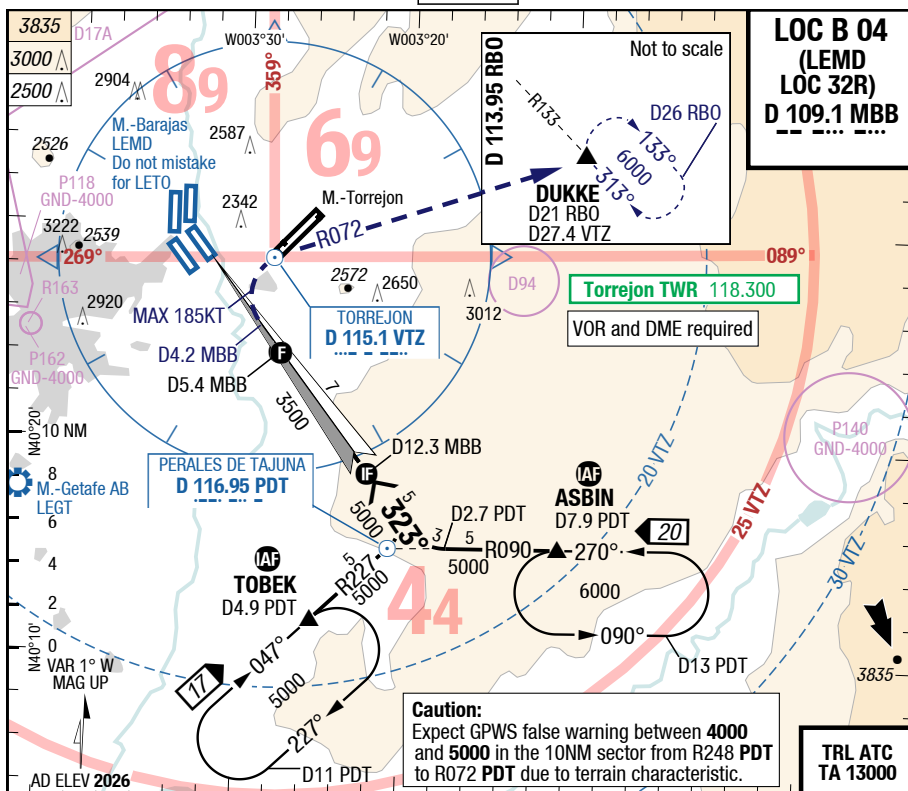 3835
3000
2500
D17A
W003°30'
W003°20'
359°
2904
89
69
2587
2526
M.-Barajas
LEMD
Do not mistake
for LETO
P118
GND-4000
3222
2539
2342
M.-Torrejon
R072
269°
089°
D 113.95 RBO
Not to scale
R133
D26 RBO
133°
6000
313°
DUKKE
D21 RBO
D27.4 VTZ
LOC B 04
(LEMD
LOC 32R)
D 109.1 MBB
R163
2920
P162
GND-4000
MAX 185KT
D4.2 MBB
F
D5.4 MBB
2572
2650
3012
D94
TORREJON
D 115.1 VTZ
Torrejon TWR 118.300
VOR and DME required
7
3500
N40°20'
10 NM
8
6
4
2
0
N40°10'
M.-Getafe AB
LEGT
PERALES DE TAJUNA
D 116.95 PDT
IF
D12.3 MBB
5
5000
323°
D2.7 PDT
3
5
R090
5000
IAF
ASBIN
D7.9 PDT
20
270°
6000
090°
D13 PDT
20 VTZ
25 VTZ
30 VTZ
P140
GND-4000
IAF
TOBEK
D4.9 PDT
5
R227
5000
44
17
047°
5000
227°
D11 PDT
VAR 1° W
MAG UP
AD ELEV 2026
3835
Caution:
Expect GPWS false warning between 4000
and 5000 in the 10NM sector from R248 PDT
to R072 PDT due to terrain characteristic.
TRL ATC
TA 13000